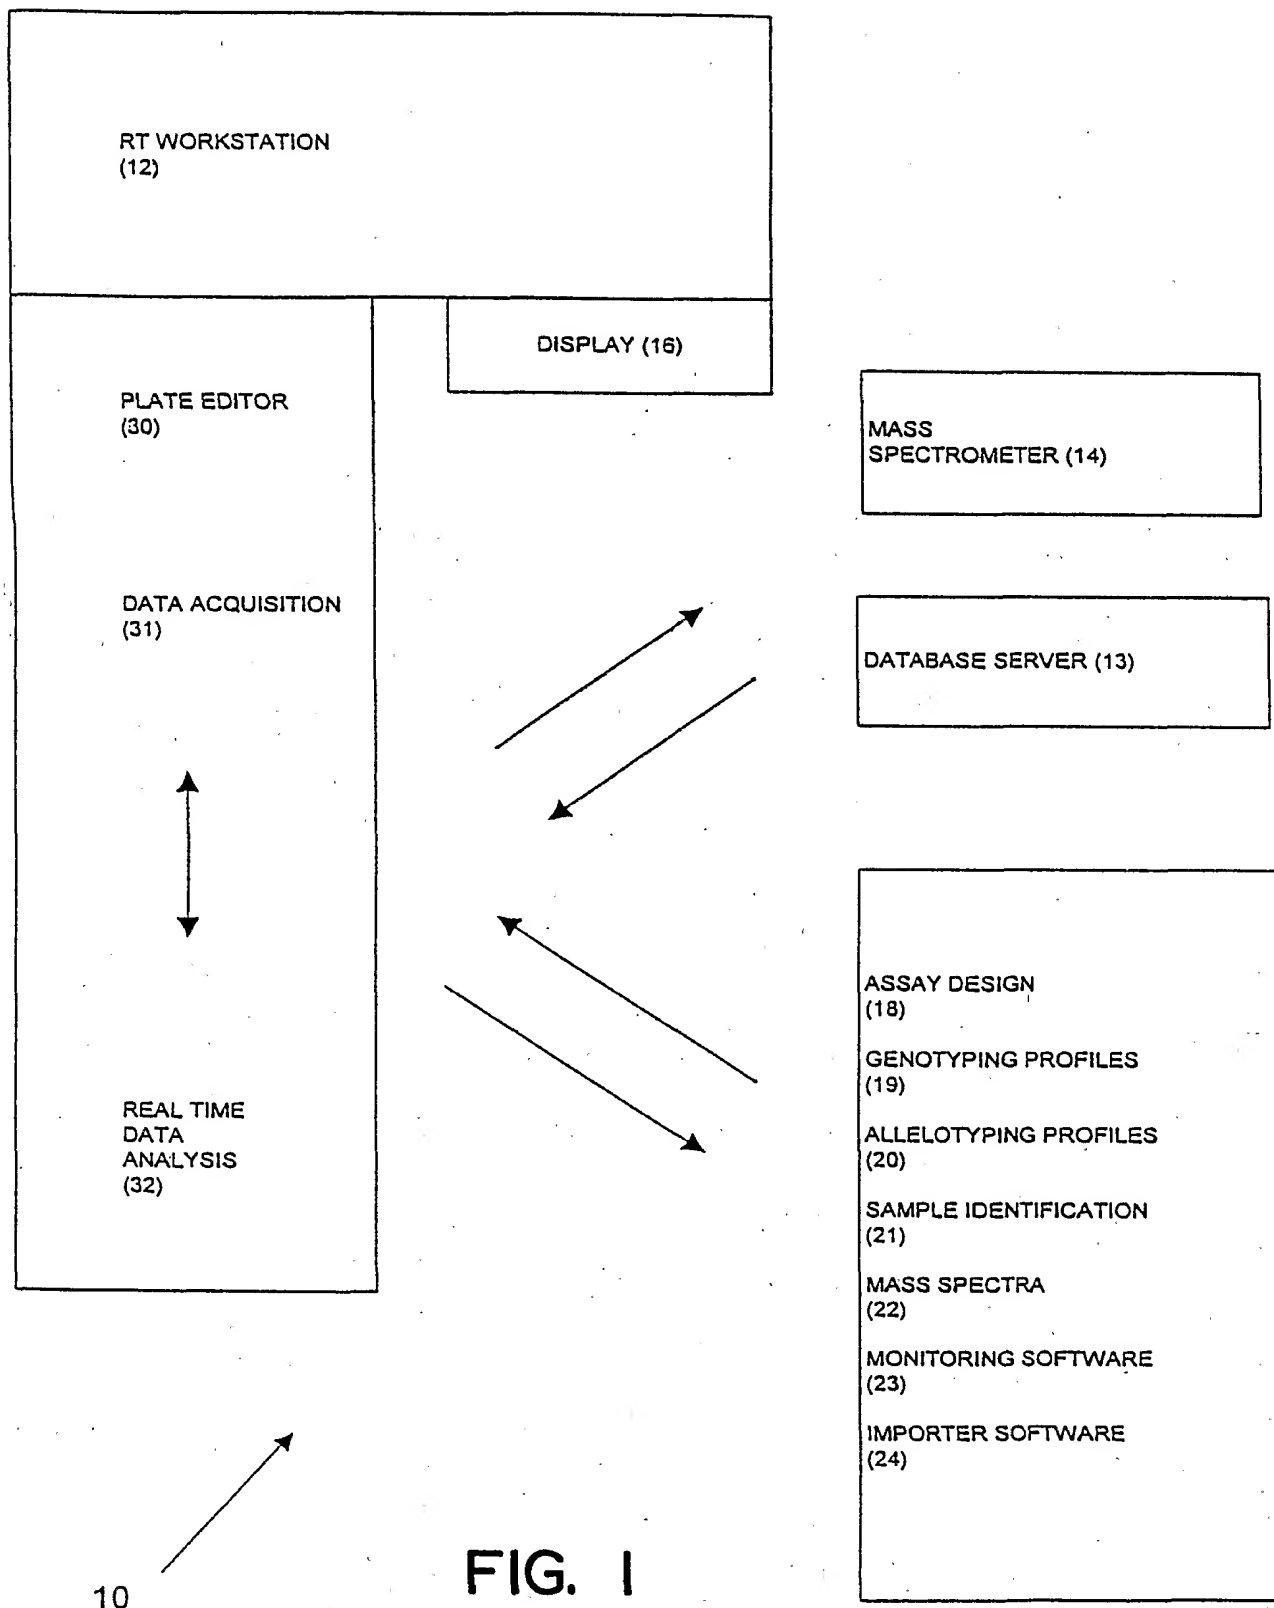 RT WORKSTATION
(12)
DISPLAY (16)
PLATE EDITOR
(30)
MASS
SPECTROMETER (14)
DATA ACQUISITION
(31)
DATABASE SERVER (13)
ASSAY DESIGN
(18)
GENOTYPING PROFILES
(19)
ALLELOTYPING PROFILES
(20)
SAMPLE IDENTIFICATION
(21)
MASS SPECTRA
(22)
MONITORING SOFTWARE
(23)
IMPORTER SOFTWARE
(24)
REAL TIME
DATA
ANALYSIS
(32)
10
FIG. 1